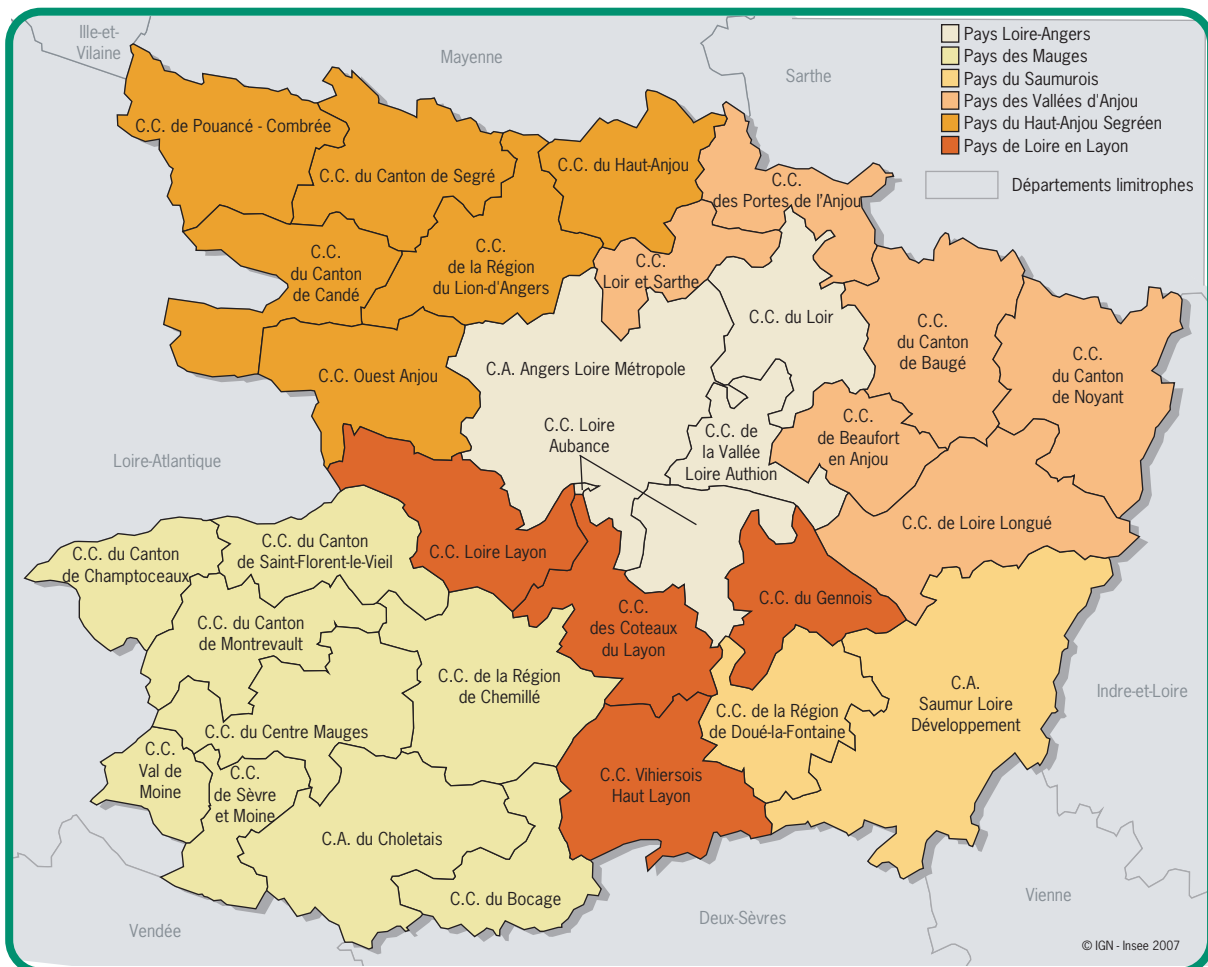 Ille-et-
Vilaine
Mayenne
Sarthe
Pays Loire-Angers
Pays des Mauges
Pays du Saumurois
Pays des Vallées d'Anjou
Pays du Haut-Anjou Segréen
Pays de Loire en Layon
Départements limitrophes
C.C. de Pouancé - Combrée
C.C. du Canton de Segré
C.C. du Haut-Anjou
C.C.
des Portes de l'Anjou
C.C.
du Canton
de Candé
C.C.
de la Région
du Lion-d'Angers
C.C.
Loir et Sarthe
C.C. du Loir
C.C.
du Canton
de Baugé
C.C.
du Canton
de Noyant
C.C. Ouest Anjou
C.A. Angers Loire Métropole
C.C. Loire
Aubance
C.C. de
la Vallée
Loire Authion
C.C.
de Beaufort
en Anjou
Loire-Atlantique
C.C. de Loire Longué
C.C. du Canton
de Champtoceaux
C.C. du Canton
de Saint-Florent-le-Vieil
C.C. Loire Layon
C.C. du Gennois
C.C. du Canton
de Montrevault
C.C.
des Coteaux
du Layon
C.C. de la Région
de Chemillé
C.A.
Saumur Loire
Développement
Indre-et-Loire
C.C. de la Région
de Doué-la-Fontaine
C.C. du Centre Mauges
C.C.
Val de
Moine
C.C.
de Sèvre
et Moine
C.C. Vihiersois
Haut Layon
C.A. du Choletais
C.C. du Bocage
Vendée
Deux-Sèvres
Vienne
© IGN - Insee 2007